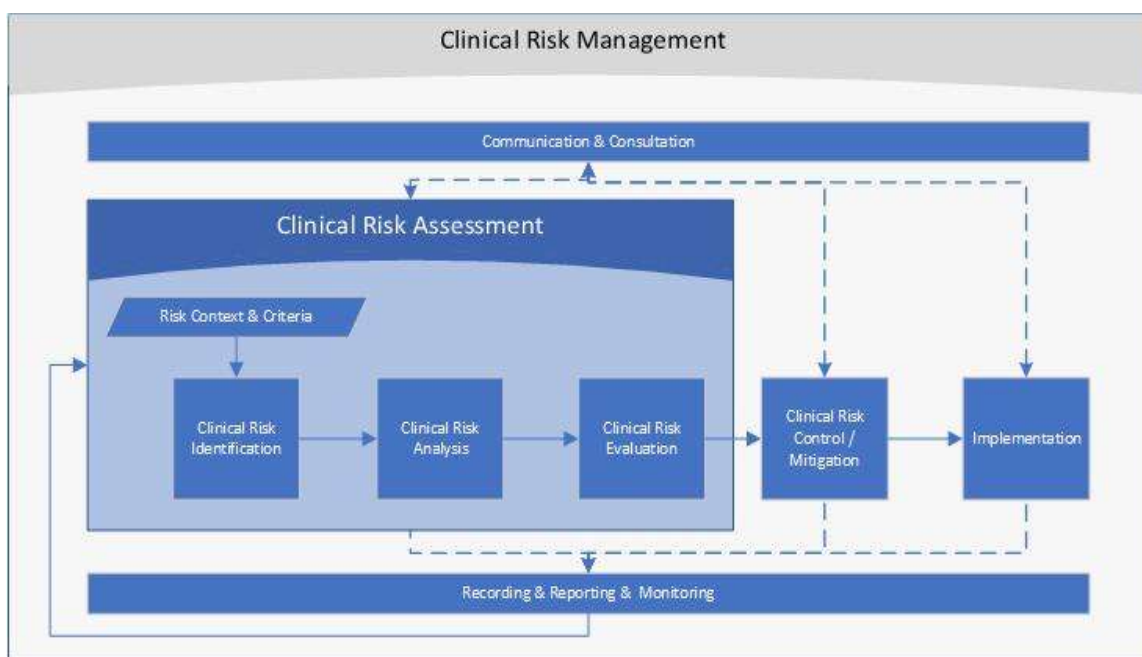 Clinical Risk Management
Communication & Consultation
Clinical Risk Assessment
Risk Context & Criteria
Clinical Risk
Identification
Clinical Risk
Analysis
Clinical Risk
Evaluation
Clinical Risk
Control /
Mitigation
Implementation
Recording & Reporting & Monitoring